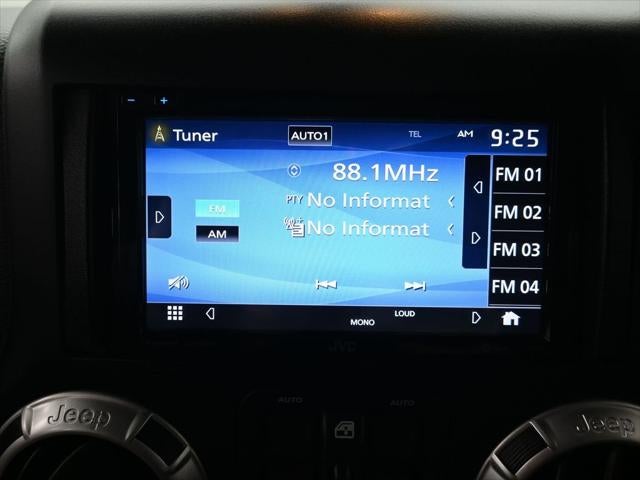 − +
Tuner AUTO1 TEL AM 9:25
88.1MHz
PTY No Informat
No Informat
FM
AM
FM 01
FM 02
FM 03
FM 04
MONO LOUD
JVC
AUTO AUTO
Jeep Jeep